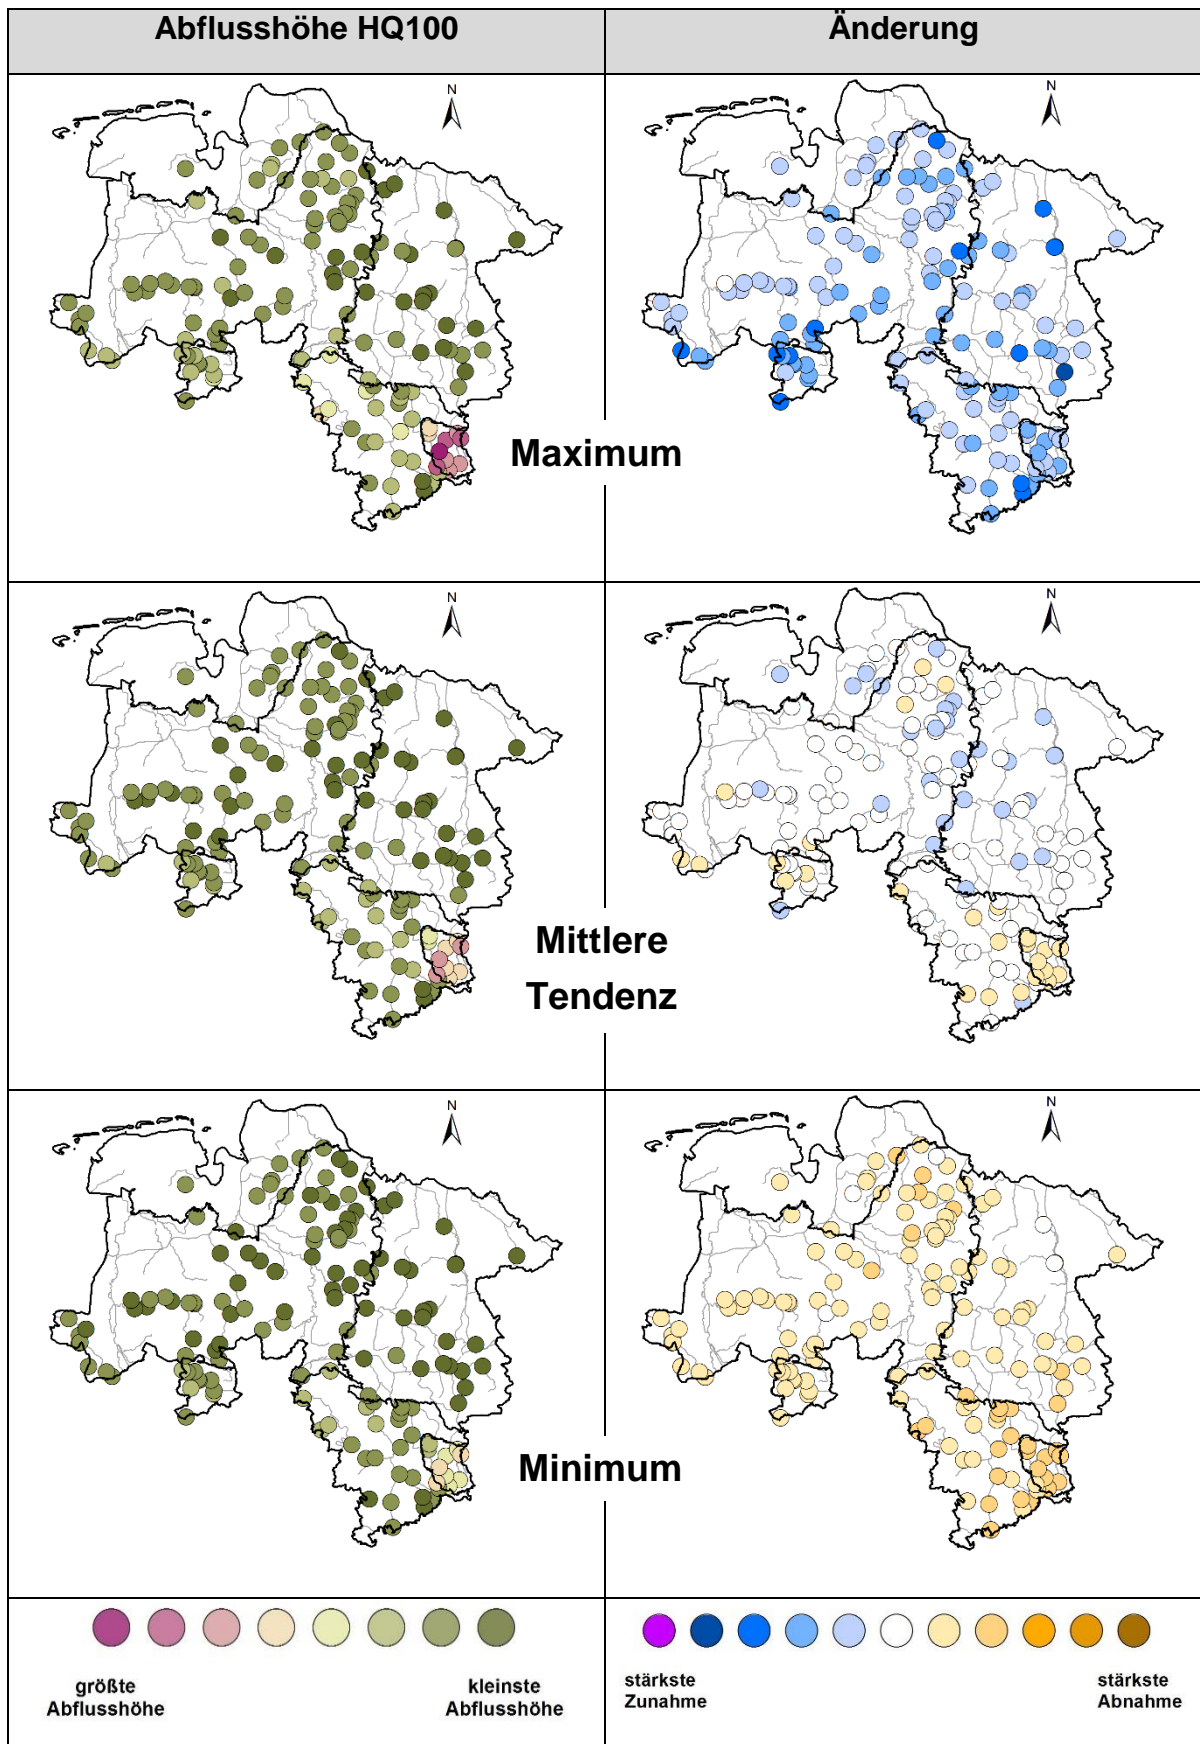 Abflusshöhe HQ100
Änderung
N
N
Maximum
N
N
Mittlere
Tendenz
N
N
Minimum
größte
Abflusshöhe
kleinste
Abflusshöhe
stärkste
Zunahme
stärkste
Abnahme